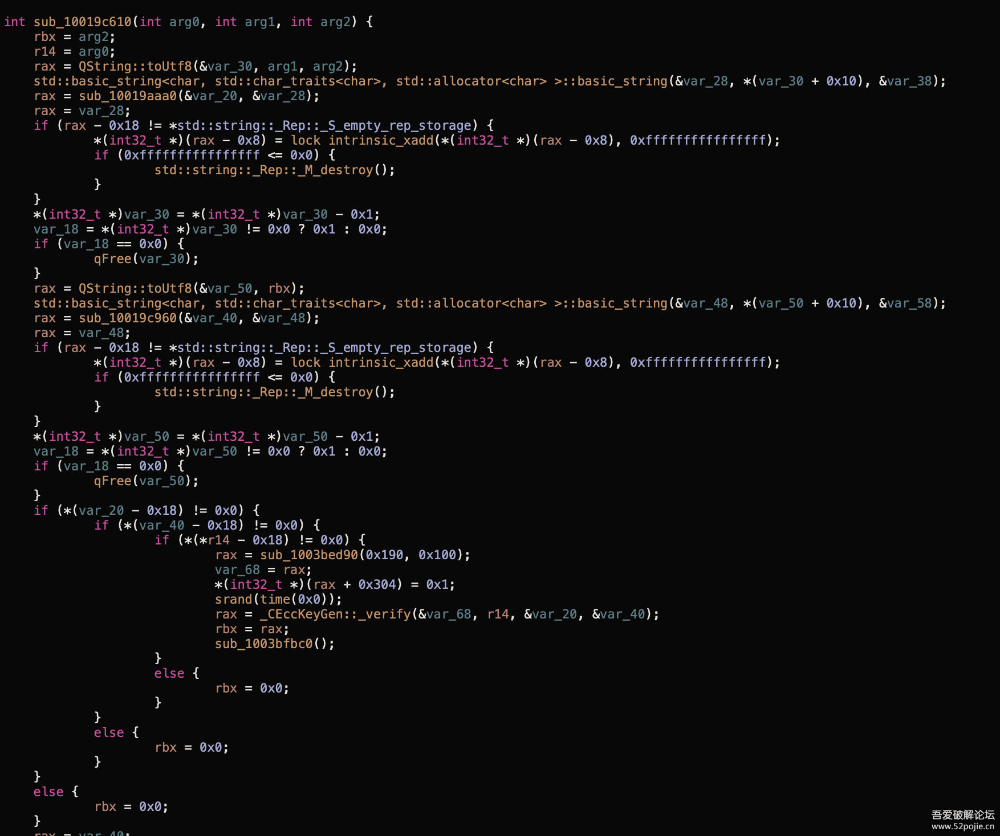 int sub_10019c610(int arg0, int arg1, int arg2) {
    rbx = arg2;
    r14 = arg0;
    rax = QString::toUtf8(&var_30, arg1, arg2);
    std::basic_string<char, std::char_traits<char>, std::allocator<char> >::basic_string(&var_28, *(var_30 + 0x10), &var_38);
    rax = sub_10019aaa0(&var_20, &var_28);
    rax = var_28;
    if (rax - 0x18 != *std::string::_Rep::_S_empty_rep_storage) {
            *(int32_t *)(rax - 0x8) = lock intrinsic_xadd(*(int32_t *)(rax - 0x8), 0xffffffffffffffff);
            if (0xffffffffffffffff <= 0x0) {
                    std::string::_Rep::_M_destroy();
            }
    }
    *(int32_t *)var_30 = *(int32_t *)var_30 - 0x1;
    var_18 = *(int32_t *)var_30 != 0x0 ? 0x1 : 0x0;
    if (var_18 == 0x0) {
            qFree(var_30);
    }
    rax = QString::toUtf8(&var_50, rbx);
    std::basic_string<char, std::char_traits<char>, std::allocator<char> >::basic_string(&var_48, *(var_50 + 0x10), &var_58);
    rax = sub_10019c960(&var_40, &var_48);
    rax = var_48;
    if (rax - 0x18 != *std::string::_Rep::_S_empty_rep_storage) {
            *(int32_t *)(rax - 0x8) = lock intrinsic_xadd(*(int32_t *)(rax - 0x8), 0xffffffffffffffff);
            if (0xffffffffffffffff <= 0x0) {
                    std::string::_Rep::_M_destroy();
            }
    }
    *(int32_t *)var_50 = *(int32_t *)var_50 - 0x1;
    var_18 = *(int32_t *)var_50 != 0x0 ? 0x1 : 0x0;
    if (var_18 == 0x0) {
            qFree(var_50);
    }
    if (*(var_20 - 0x18) != 0x0) {
            if (*(var_40 - 0x18) != 0x0) {
                    if (*(*r14 - 0x18) != 0x0) {
                            rax = sub_1003bed90(0x190, 0x100);
                            var_68 = rax;
                            *(int32_t *)(rax + 0x304) = 0x1;
                            srand(time(0x0));
                            rax = _CEccKeyGen::_verify(&var_68, r14, &var_20, &var_40);
                            rbx = rax;
                            sub_1003bfbc0();
                    }
                    else {
                            rbx = 0x0;
                    }
            }
            else {
                    rbx = 0x0;
            }
    }
    else {
            rbx = 0x0;
    }
    rax = var_40;
吾爱破解论坛
www.52pojie.cn